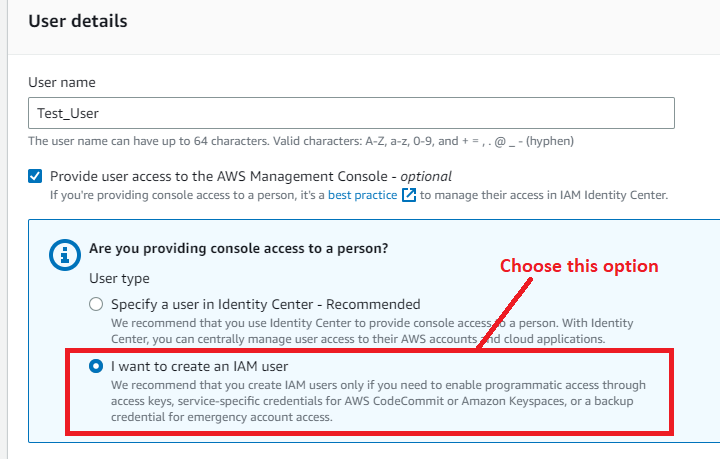 User details
User name
Test_User
The user name can have up to 64 characters. Valid characters: A-Z, a-z, 0-9, and + = , . @ _ - (hyphen)
Provide user access to the AWS Management Console - optional
If you're providing console access to a person, it's a best practice to manage their access in IAM Identity Center.
Are you providing console access to a person?
Choose this option
User type
Specify a user in Identity Center - Recommended
We recommend that you use Identity Center to provide console access to a person. With Identity
Center, you can centrally manage user access to their AWS accounts and cloud applications.
I want to create an IAM user
We recommend that you create IAM users only if you need to enable programmatic access through
access keys, service-specific credentials for AWS CodeCommit or Amazon Keyspaces, or a backup
credential for emergency account access.